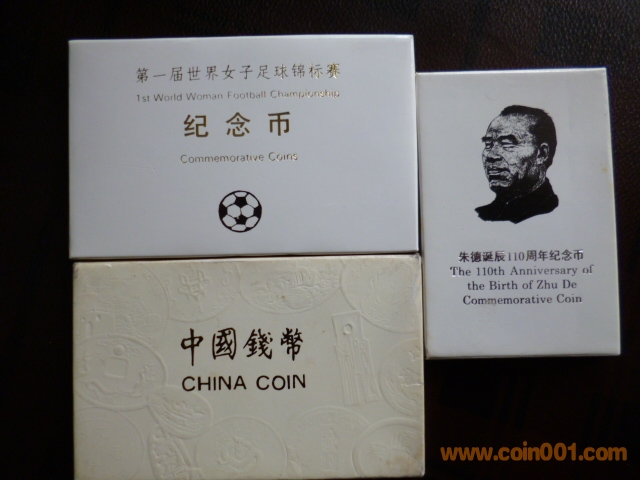 第一届世界女子足球锦标赛
1st World Woman Football Championship
纪念币
Commemorative Coins
朱德诞辰110周年纪念币
The 110th Anniversary of
the Birth of Zhu De
Commemorative Coin
中國錢幣
CHINA COIN
www.coin001.com